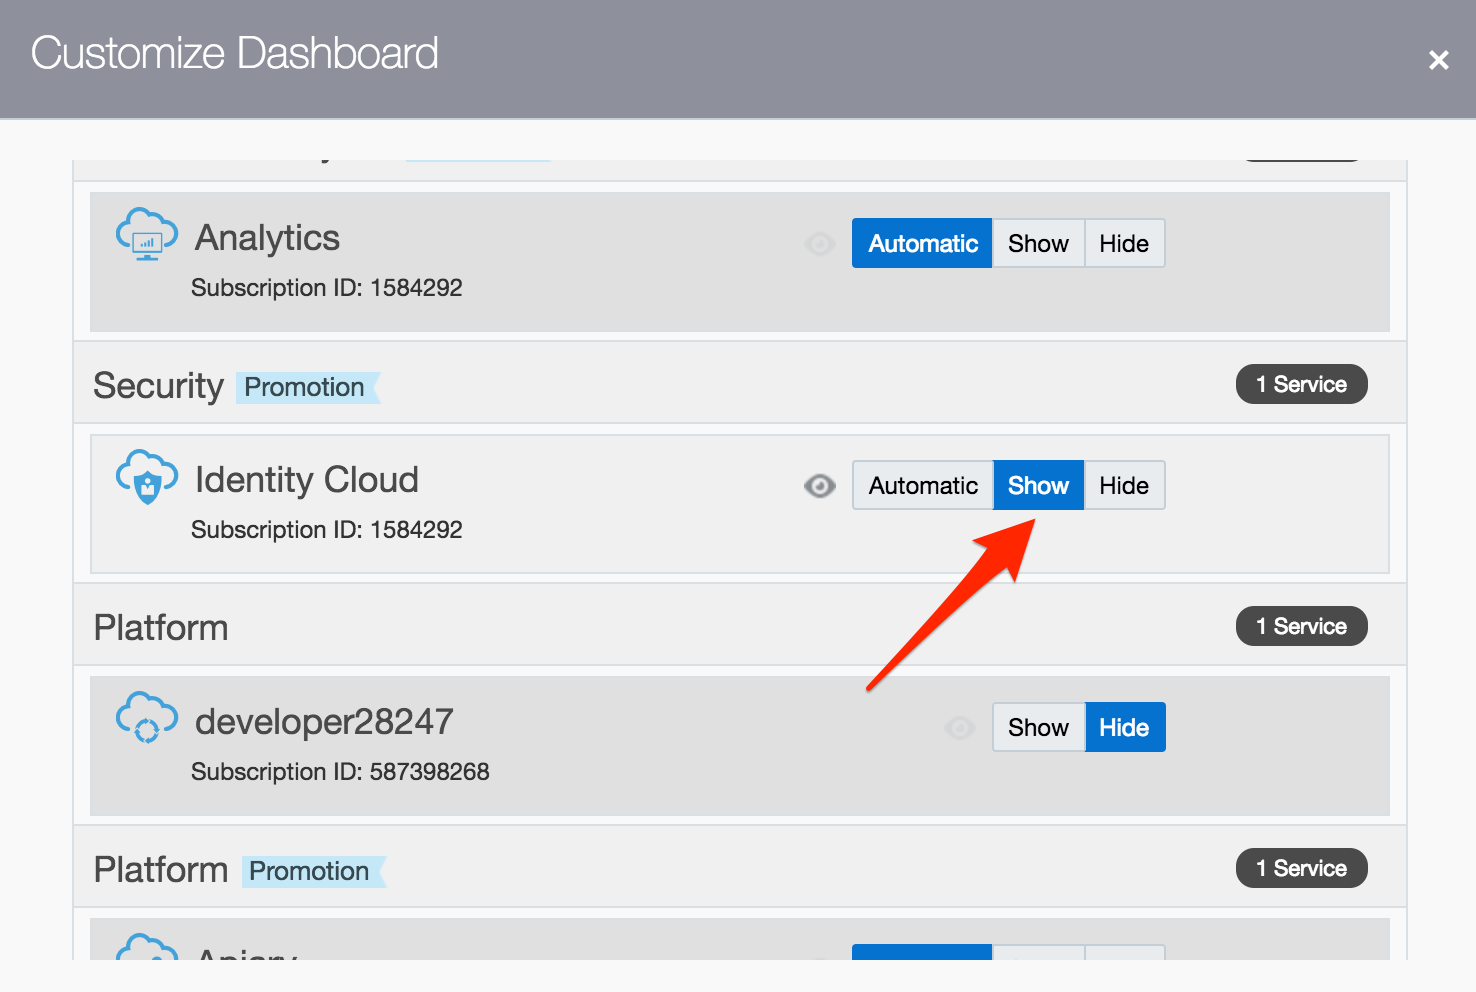 Customize Dashboard
Analytics
Automatic Show Hide
Subscription ID: 1584292
Security Promotion 1 Service
Identity Cloud
Automatic Show Hide
Subscription ID: 1584292
Platform 1 Service
developer28247
Show Hide
Subscription ID: 587398268
Platform Promotion 1 Service
Apiary